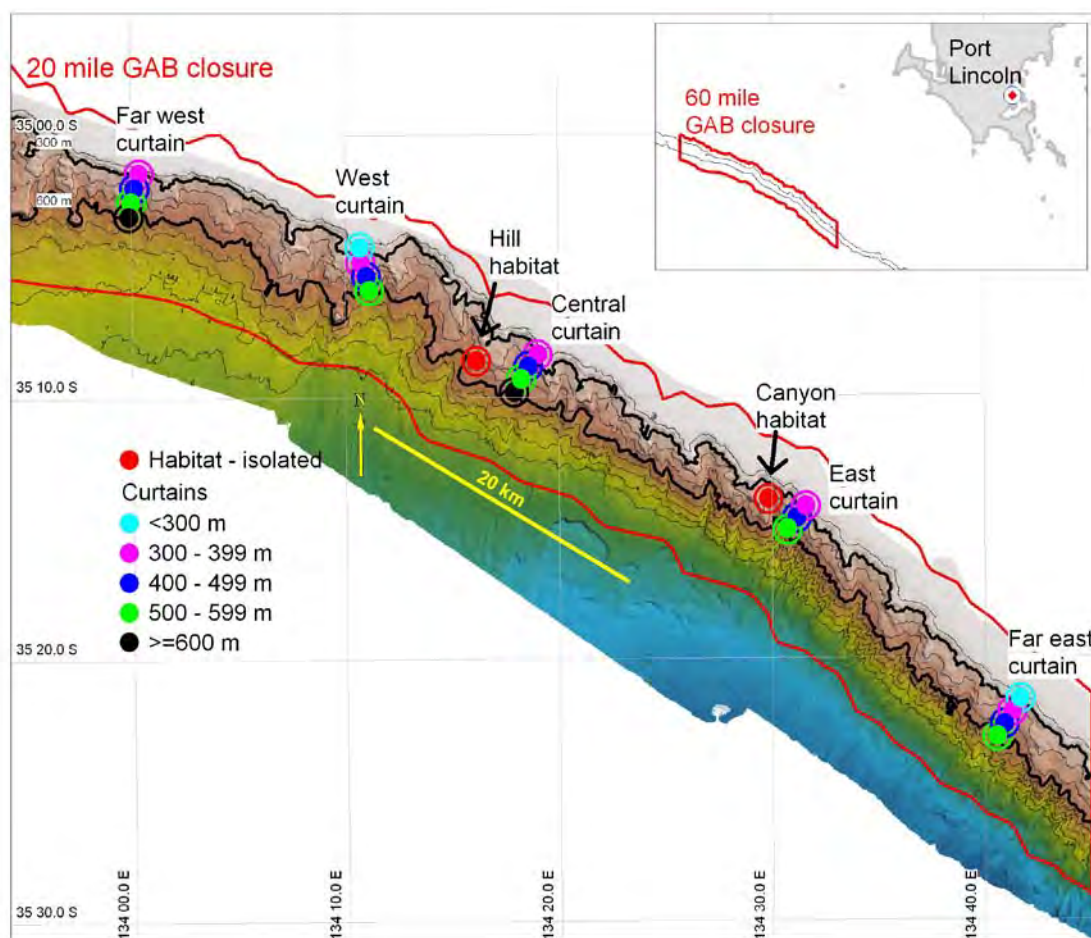 20 mile GAB closure
Far west
curtain
35 00.0 S
300 m
600 m
West
curtain
Hill
habitat
Central
curtain
Port
Lincoln
60 mile
GAB closure
35 10.0 S
N
20 km
Canyon
habitat
East
curtain
Habitat - isolated
Curtains
<300 m
300 - 399 m
400 - 499 m
500 - 599 m
>=600 m
35 20.0 S
Far east
curtain
35 30.0 S
134 00.0 E
134 10.0 E
134 20.0 E
134 30.0 E
134 40.0 E